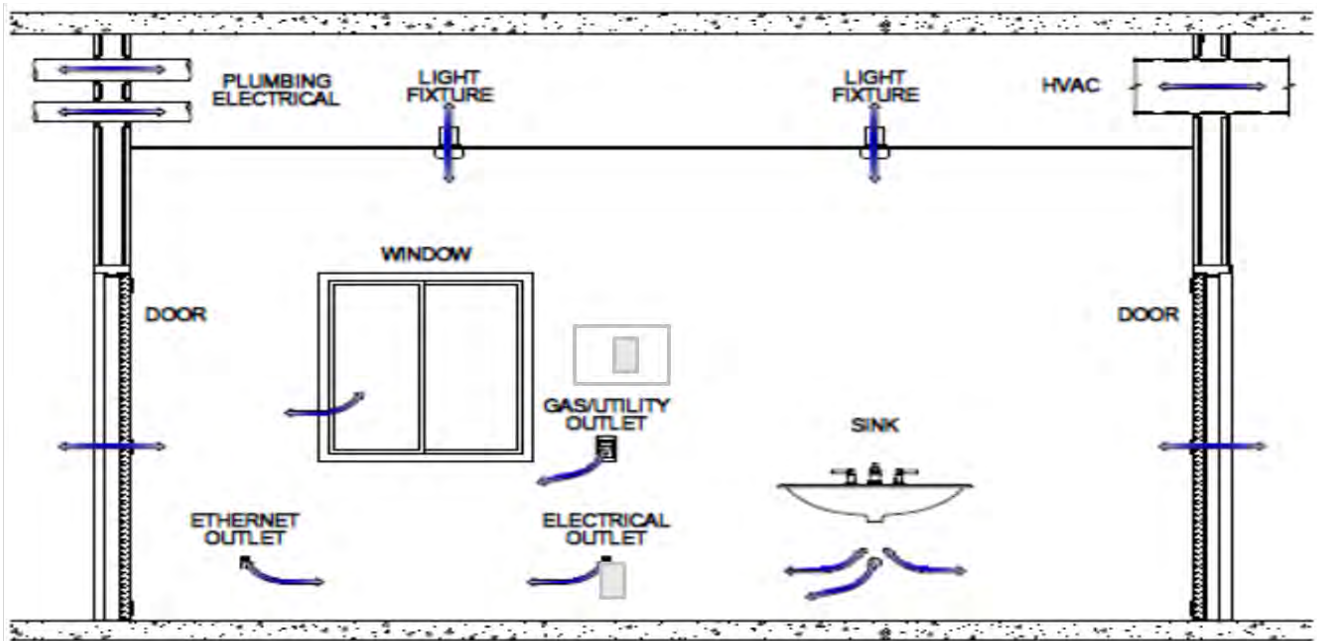 PLUMBING
ELECTRICAL
LIGHT
FIXTURE
LIGHT
FIXTURE
HVAC
WINDOW
DOOR
DOOR
GAS/UTILITY
OUTLET
SINK
ETHERNET
OUTLET
ELECTRICAL
OUTLET